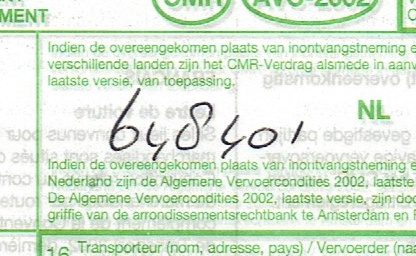 MENT
CMR
AVC-2002
Indien de overeengekomen plaats van inontvangstneming e
verschillende landen zijn het CMR-Verdrag alsmede in aanv
laatste versie, van toepassing.
NL
648401
Indien de overeengekomen plaats van inontvangstneming e
Nederland zijn de Algemene Vervoercondities 2002, laatste
De Algemene Vervoercondities 2002, laatste versie, zijn doo
griffie van de arrondissementsrechtbank te Amsterdam en
16 Transporteur (nom, adresse, pays) / Vervoerder (na